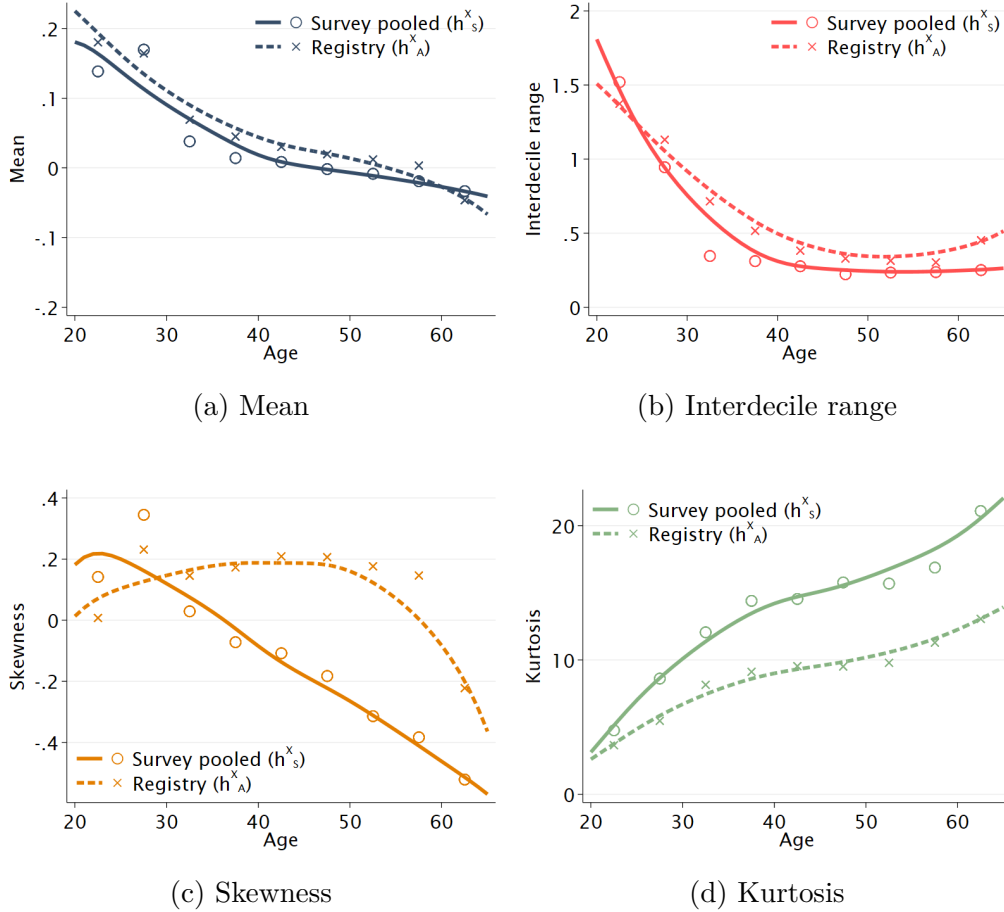 Survey pooled (h^X_S)
Registry (h^X_A)
.2
.1
0
-.1
-.2
Mean
20 30 40 50 60
Age
(a) Mean
Survey pooled (h^X_S)
Registry (h^X_A)
2
1.5
1
.5
0
Interdecile range
20 30 40 50 60
Age
(b) Interdecile range
.4
.2
0
-.2
-.4
Skewness
Survey pooled (h^X_S)
Registry (h^X_A)
20 30 40 50 60
Age
(c) Skewness
Survey pooled (h^X_S)
Registry (h^X_A)
20
10
0
Kurtosis
20 30 40 50 60
Age
(d) Kurtosis